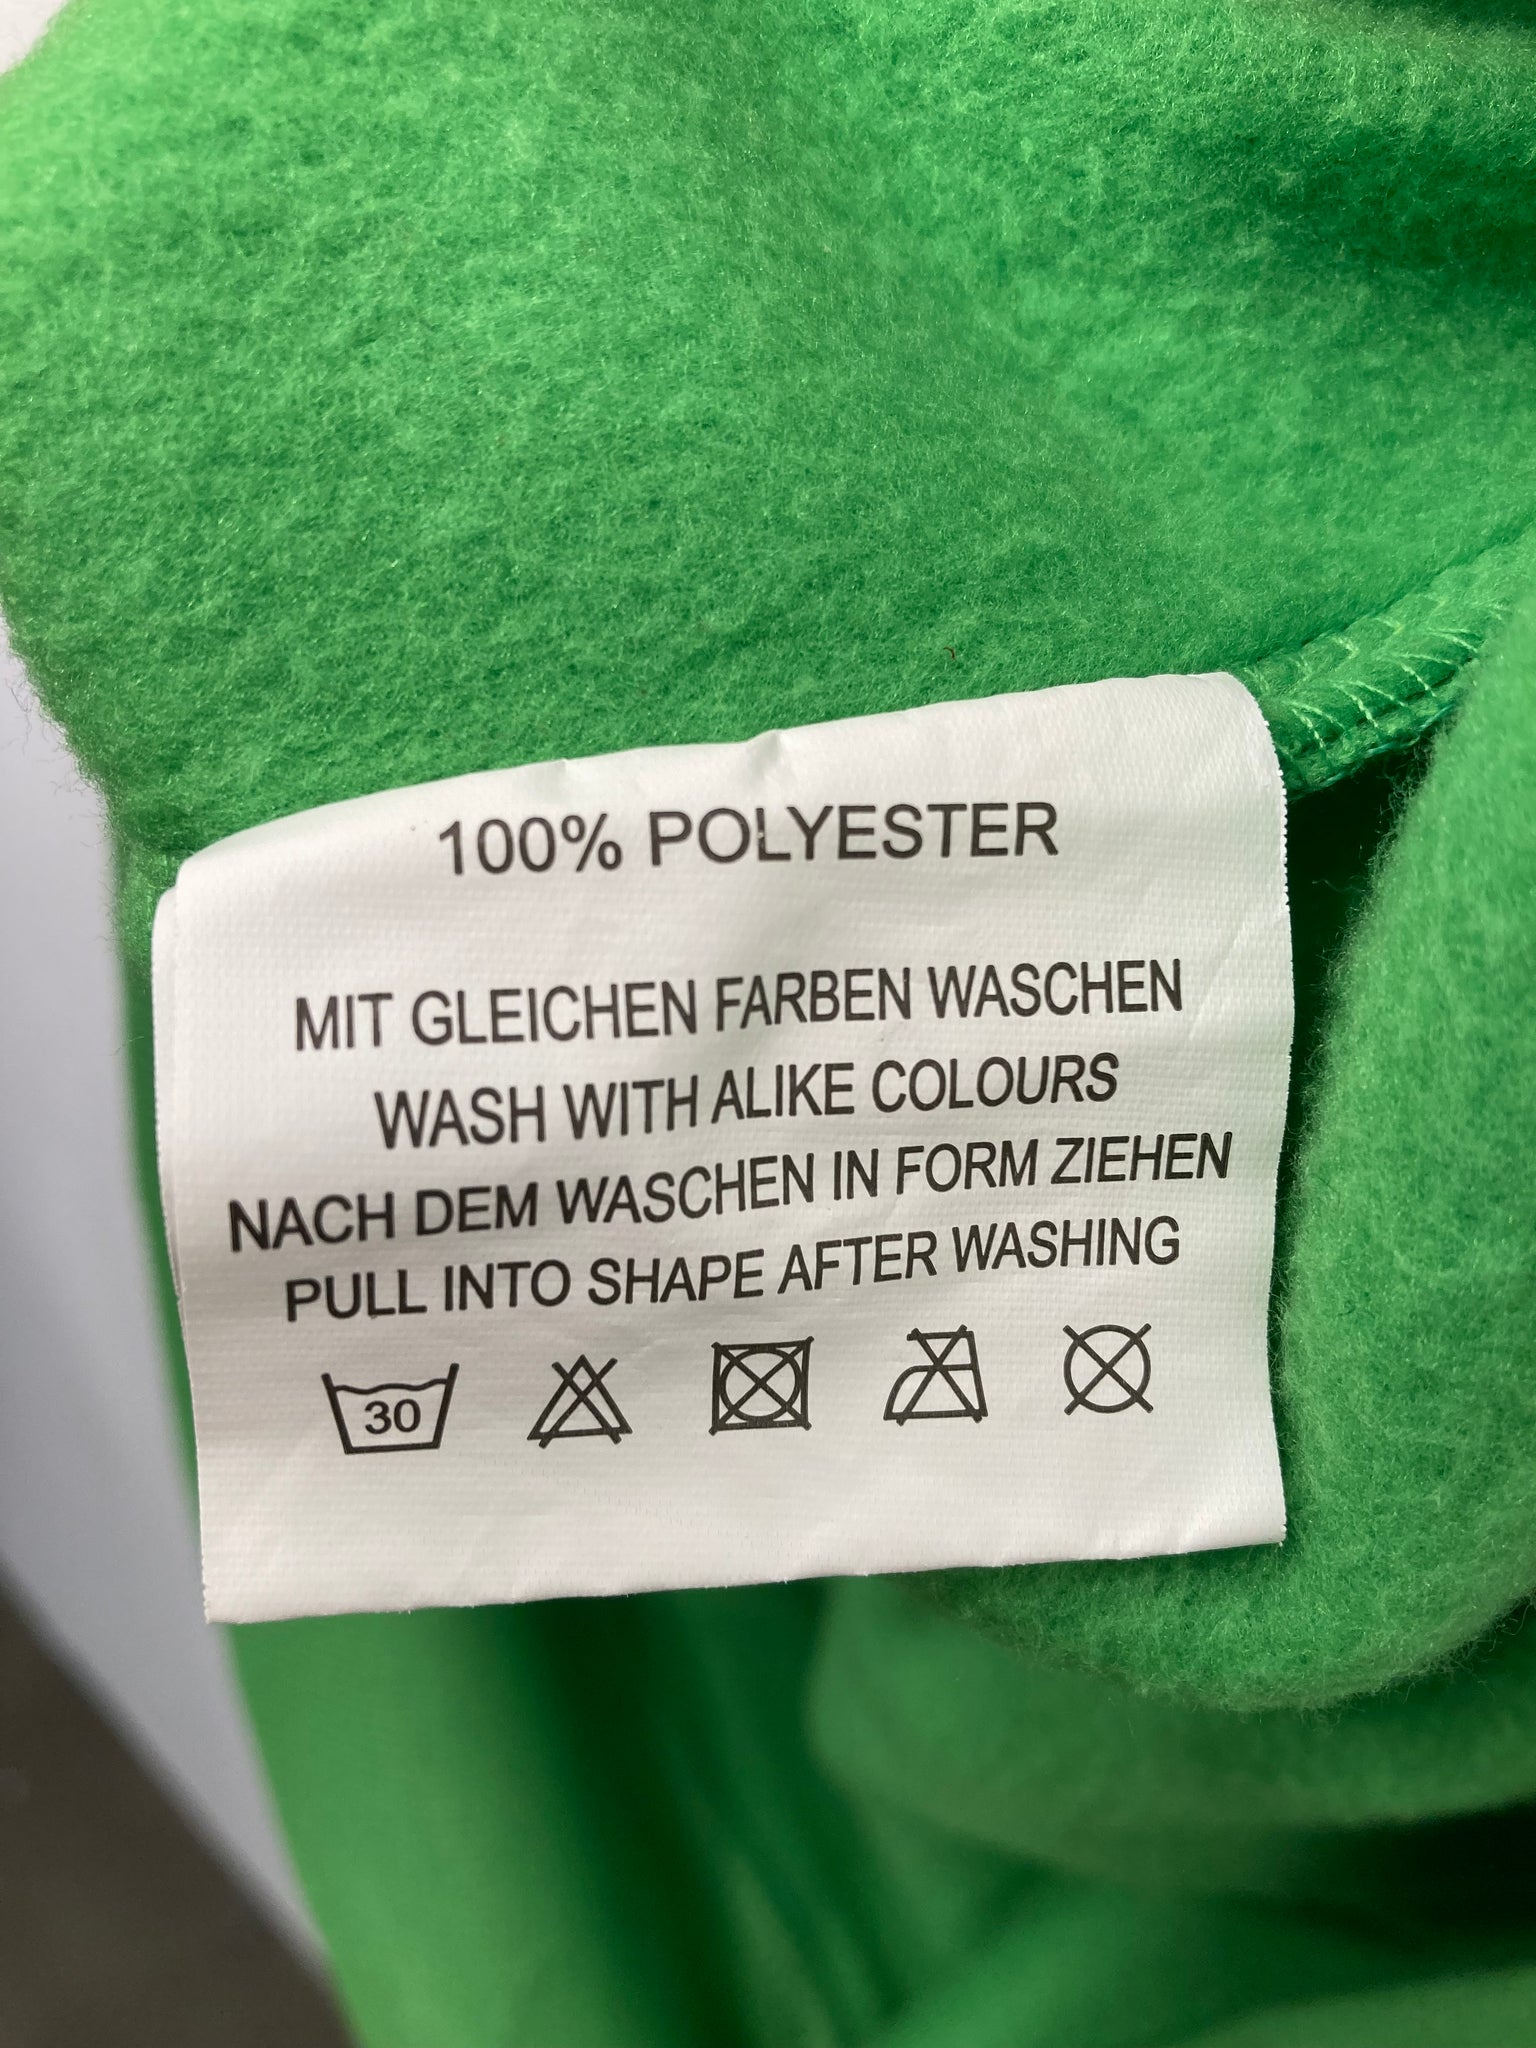 100% POLYESTER
MIT GLEICHEN FARBEN WASCHEN
WASH WITH ALIKE COLOURS
NACH DEM WASCHEN IN FORM ZIEHEN
PULL INTO SHAPE AFTER WASHING
30